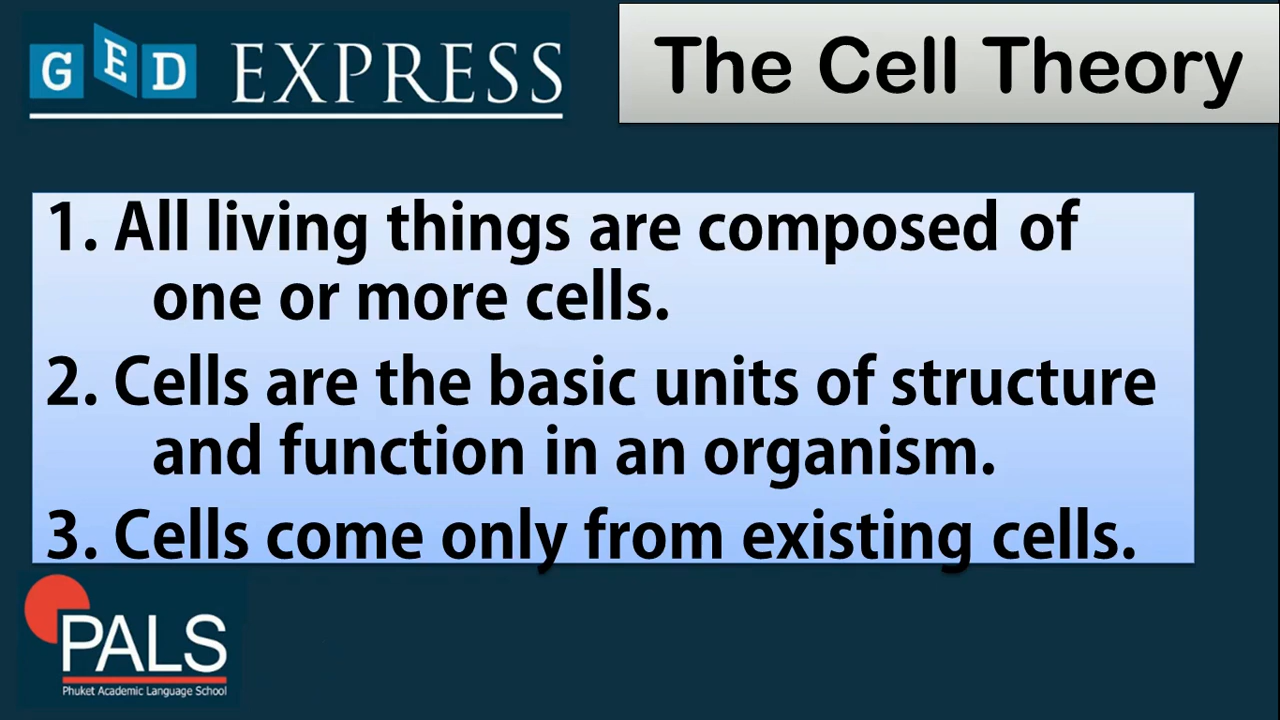 GED EXPRESS
The Cell Theory
1. All living things are composed of
one or more cells.
2. Cells are the basic units of structure
and function in an organism.
3. Cells come only from existing cells.
PALS
Phuket Academic Language School